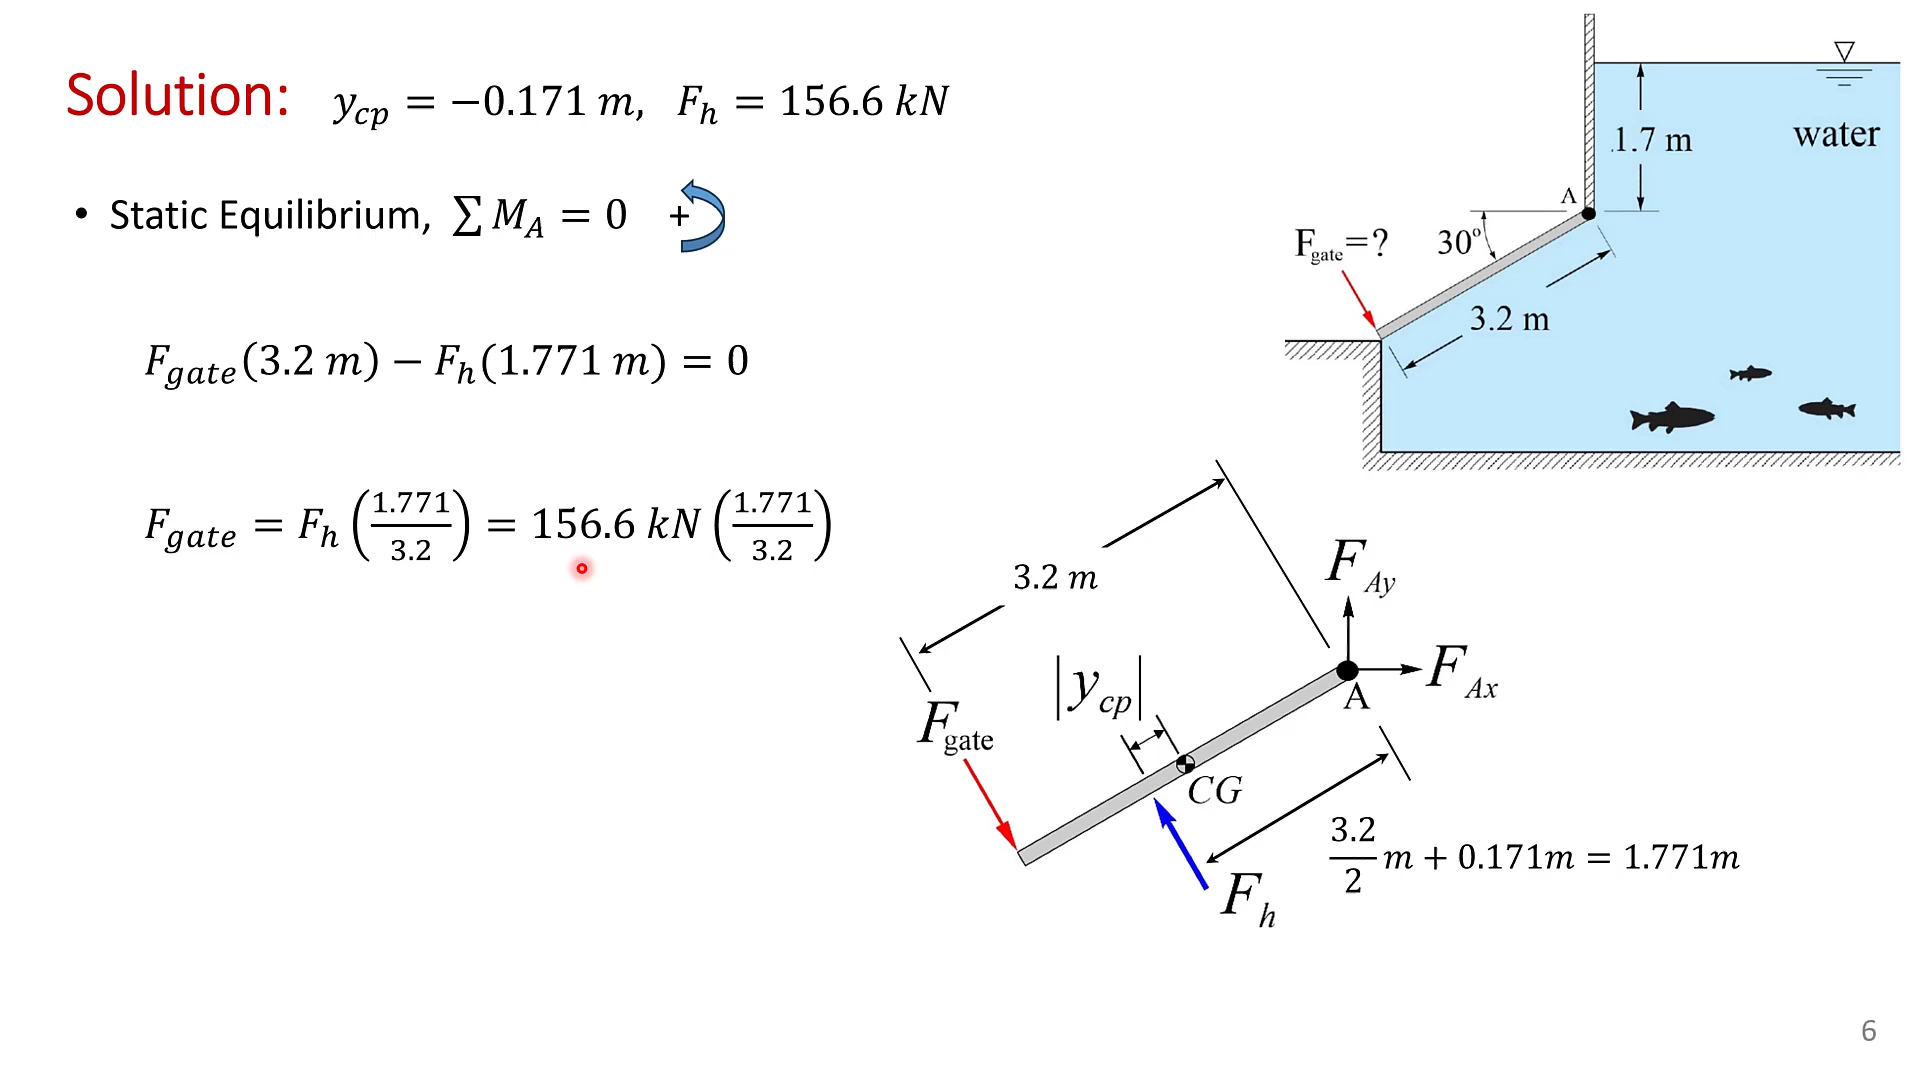 Solution: y_cp = −0.171 m, F_h = 156.6 kN
• Static Equilibrium, ∑ M_A = 0 +
F_gate(3.2 m) − F_h(1.771 m) = 0
F_gate = F_h (1.771/3.2) = 156.6 kN (1.771/3.2)
1.7 m
water
A
F_gate=?
30°
3.2 m
3.2 m
F_Ay
F_Ax
A
|y_cp|
F_gate
CG
F_h
3.2/2 m + 0.171m = 1.771m
6